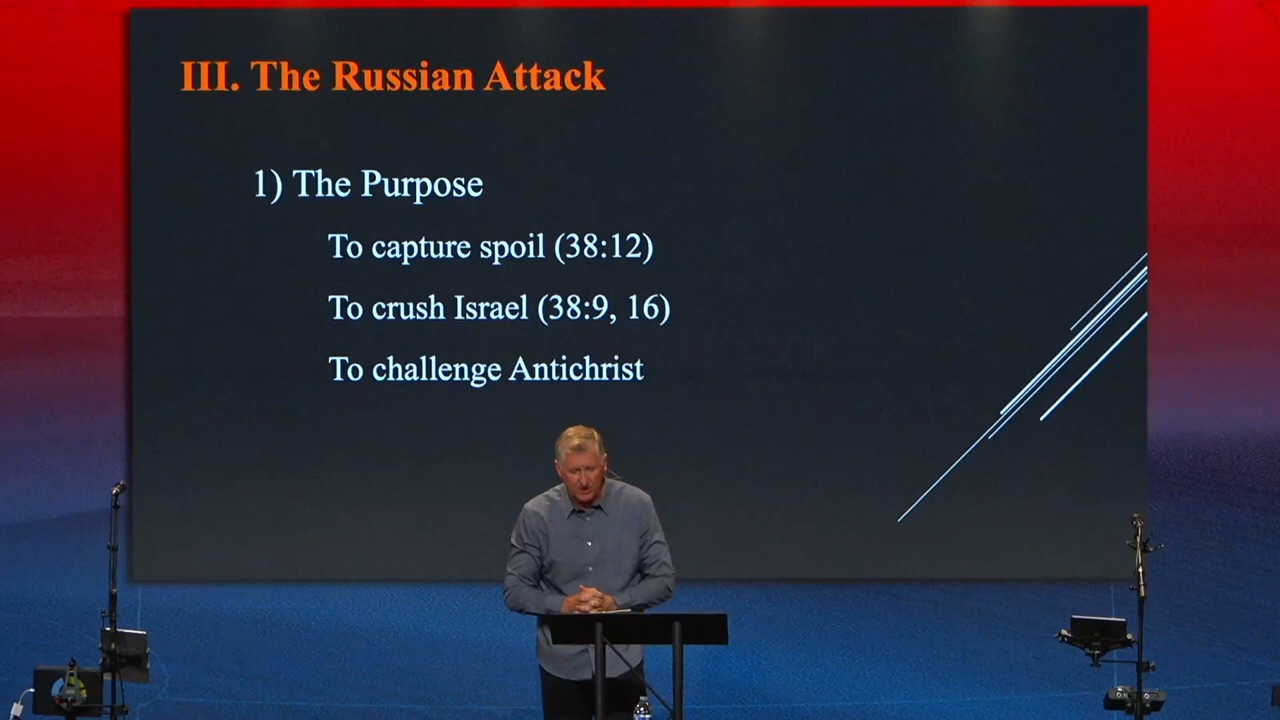 III. The Russian Attack
1) The Purpose
To capture spoil (38:12)
To crush Israel (38:9, 16)
To challenge Antichrist